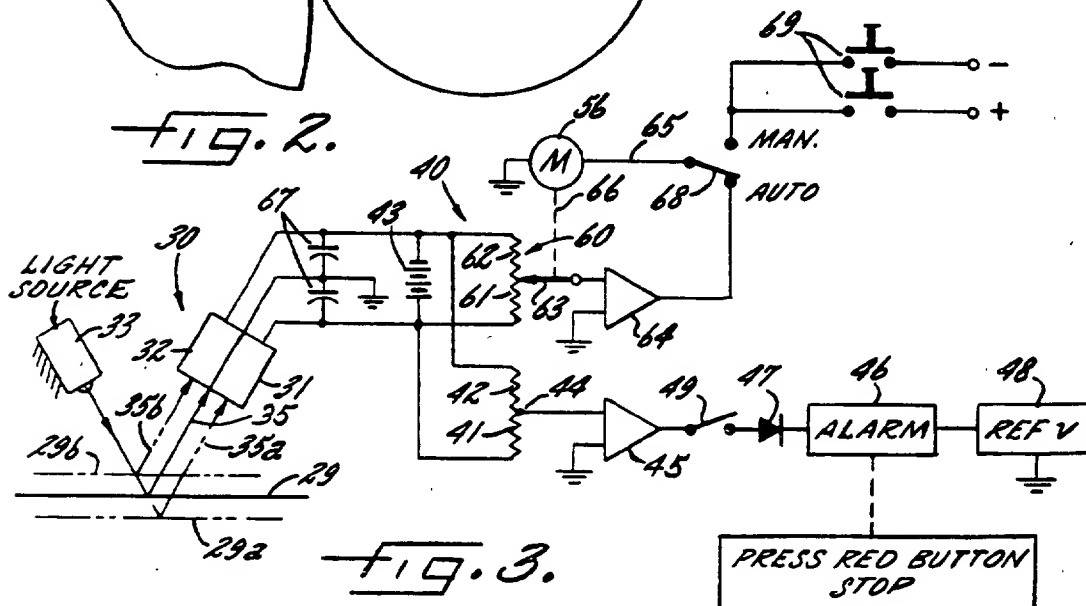 69
-
+
fig. 2.
56
65
MAN.
M
68
AUTO
40
66
67
43
62
60
30
LIGHT
SOURCE
61
63
64
33
32
31
42
44
49
47
46
48
35b
35
35a
41
ALARM
REF V
45
29b
29
29a
fig. 3.
PRESS RED BUTTON
STOP